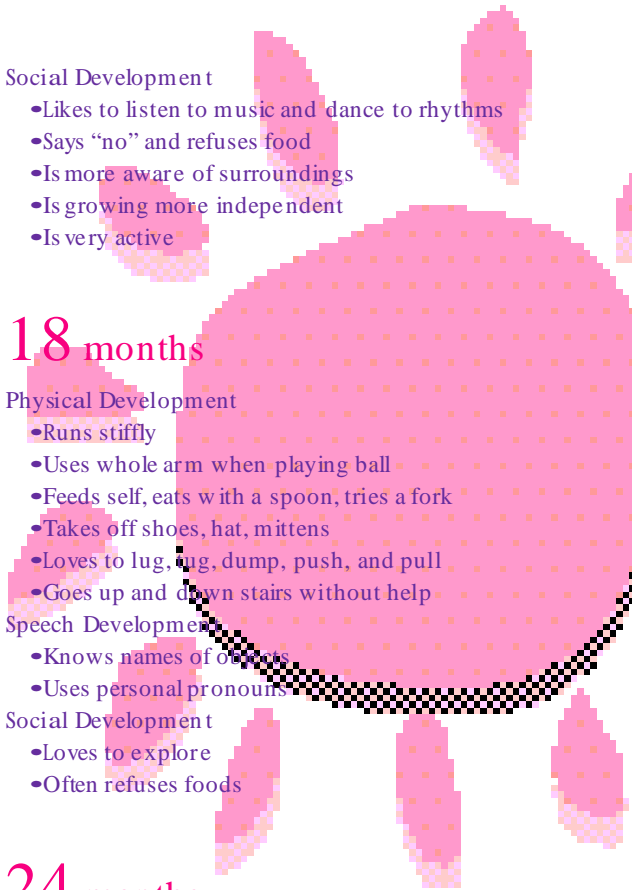 Social Development
•Likes to listen to music and dance to rhythms
•Says “no” and refuses food
•Is more aware of surroundings
•Is growing more independent
•Is very active
18 months
Physical Development
•Runs stiffly
•Uses whole arm when playing ball
•Feeds self, eats with a spoon, tries a fork
•Takes off shoes, hat, mittens
•Loves to lug, tug, dump, push, and pull
•Goes up and down stairs without help
Speech Development
•Knows names of objects
•Uses personal pronouns
Social Development
•Loves to explore
•Often refuses foods
24 months